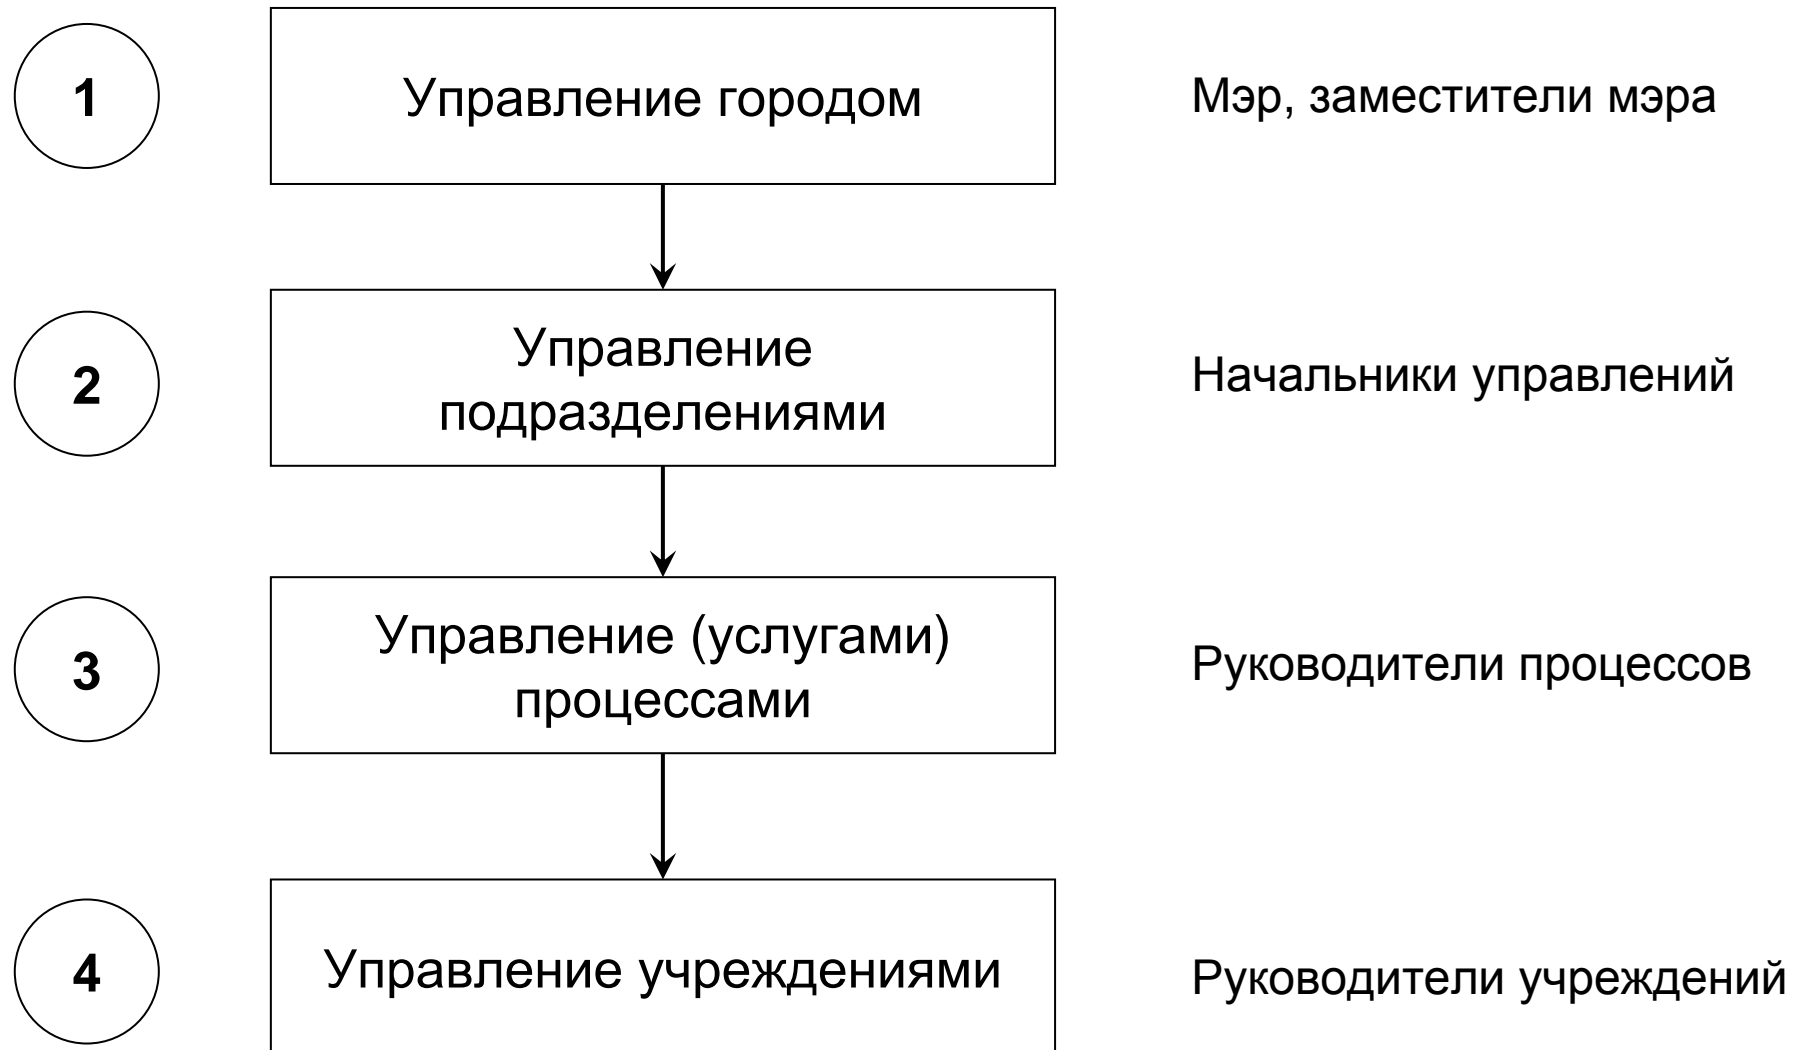 1
Управление городом
Мэр, заместители мэра
2
Управление
подразделениями
Начальники управлений
3
Управление (услугами)
процессами
Руководители процессов
4
Управление учреждениями
Руководители учреждений